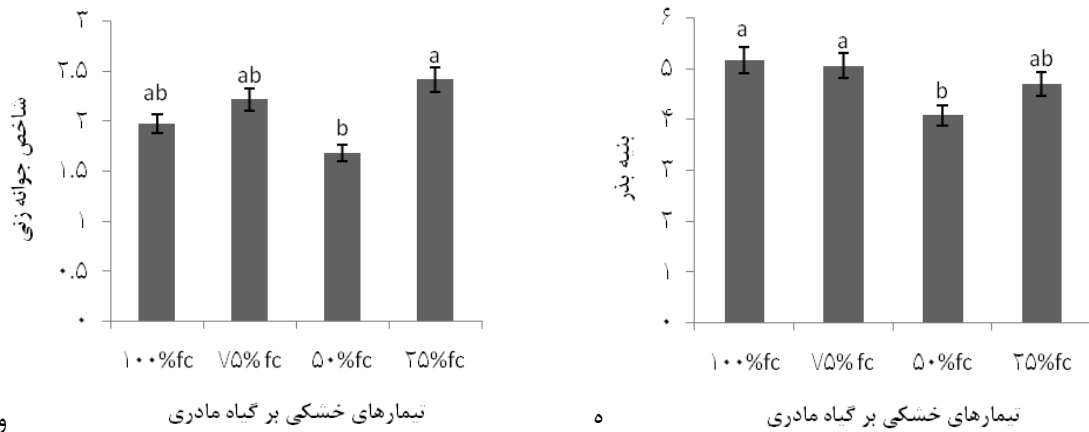 شاخص جوانه زنی
۳
۲.۵
۲
۱.۵
۱
۰.۵
۰
ab
ab
b
a
۱۰۰%fc ۷۵%fc ۵۰%fc ۲۵%fc
تیمارهای خشکی بر گیاه مادری
و
بنیه بذر
۶
۵
۴
۳
۲
۱
۰
a
a
b
ab
۱۰۰%fc ۷۵%fc ۵۰%fc ۲۵%fc
تیمارهای خشکی بر گیاه مادری
ه